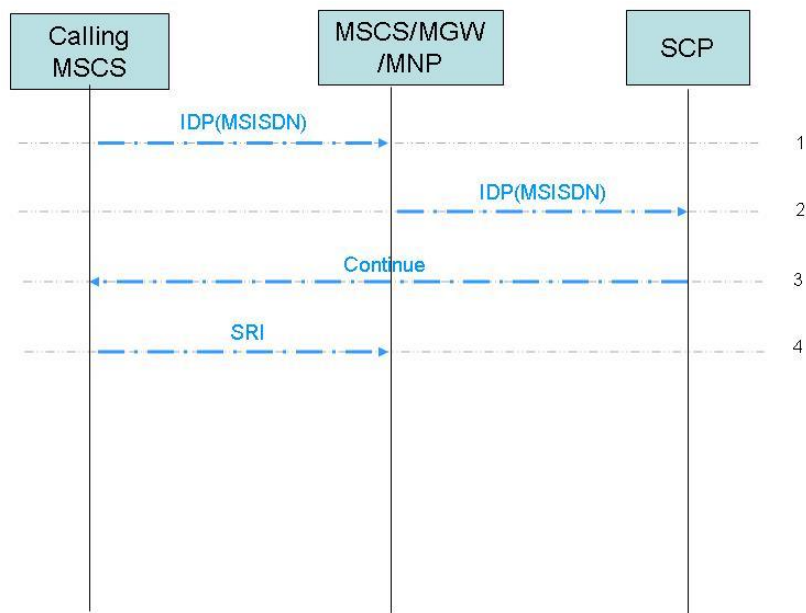 Calling
MSCS
MSCS/MGW
/MNP
SCP
IDP(MSISDN)
1
IDP(MSISDN)
2
Continue
3
SRI
4